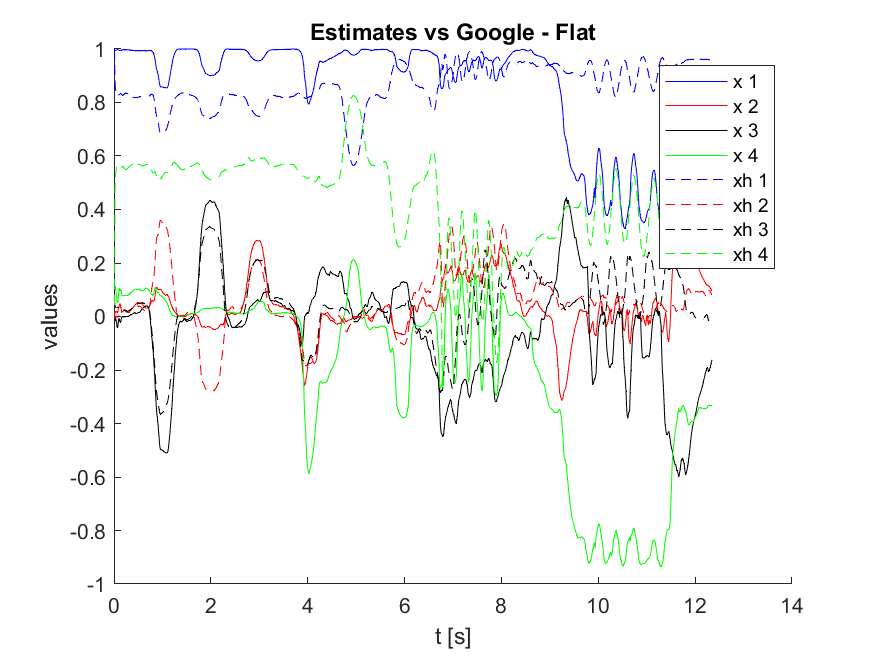 Estimates vs Google - Flat
1
0.8
0.6
0.4
0.2
0
-0.2
-0.4
-0.6
-0.8
-1
values
x 1
x 2
x 3
x 4
xh 1
xh 2
xh 3
xh 4
0 2 4 6 8 10 12 14
t [s]